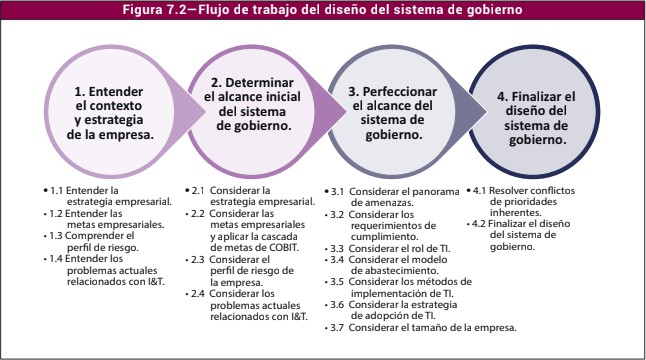 Figura 7.2—Flujo de trabajo del diseño del sistema de gobierno
1. Entender
el contexto
y estrategia
de la empresa.
2. Determinar
el alcance inicial
del sistema
de gobierno.
3. Perfeccionar
el alcance del
sistema de
gobierno.
4. Finalizar el
diseño del
sistema de
gobierno.
• 1.1 Entender la
estrategia empresarial.
• 1.2 Entender las
metas empresariales.
• 1.3 Comprender el
perfil de riesgo.
• 1.4 Entender los
problemas actuales
relacionados con I&T.
• 2.1 Considerar la
estrategia empresarial.
• 2.2 Considerar las
metas empresariales
y aplicar la cascada
de metas de COBIT.
• 2.3 Considerar el
perfil de riesgo de
la empresa.
• 2.4 Considerar los
problemas actuales
relacionados con I&T.
• 3.1 Considerar el panorama
de amenazas.
• 3.2 Considerar los
requerimientos de
cumplimiento.
• 3.3 Considerar el rol de TI.
• 3.4 Considerar el modelo
de abastecimiento.
• 3.5 Considerar los métodos de
implementación de TI.
• 3.6 Considerar la estrategia
de adopción de TI.
• 3.7 Considerar el tamaño de la empresa.
• 4.1 Resolver conflictos
de prioridades
inherentes.
• 4.2 Finalizar el diseño
del sistema de
gobierno.